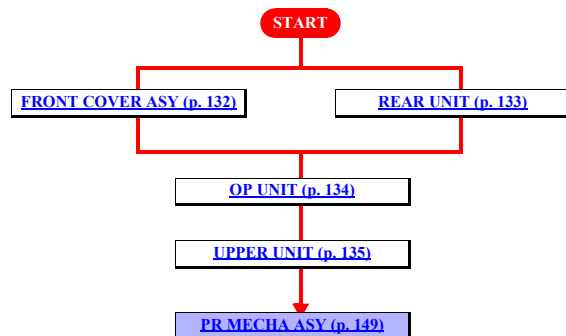 START
FRONT COVER ASY (p. 132)
REAR UNIT (p. 133)
OP UNIT (p. 134)
UPPER UNIT (p. 135)
PR MECHA ASY (p. 149)